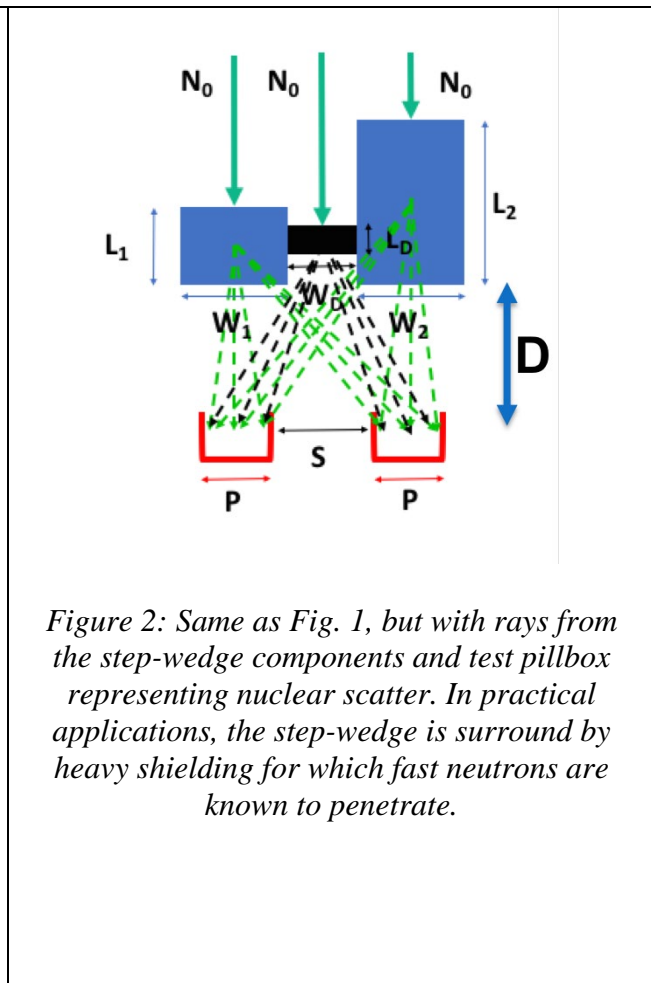 N0 N0 N0
L1 LD L2
W1 WD W2
D
S
P P
Figure 2: Same as Fig. 1, but with rays from
the step-wedge components and test pillbox
representing nuclear scatter. In practical
applications, the step-wedge is surround by
heavy shielding for which fast neutrons are
known to penetrate.